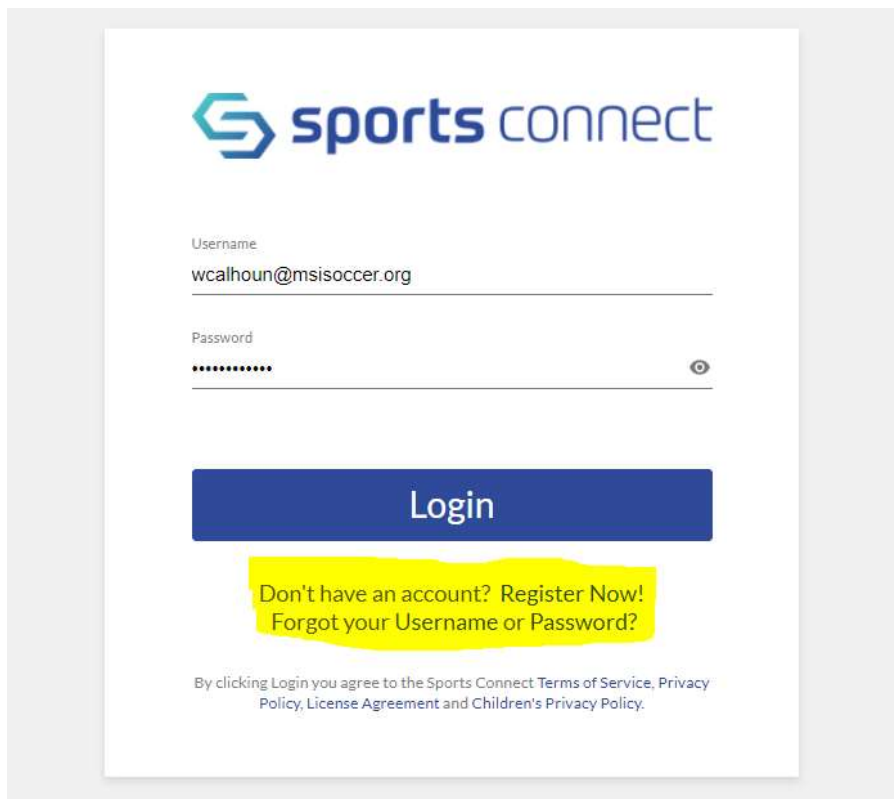 sports connect
Username
wcalhoun@msisoccer.org
Password
••••••••••••
Login
Don't have an account? Register Now!
Forgot your Username or Password?
By clicking Login you agree to the Sports Connect Terms of Service, Privacy
Policy, License Agreement and Children's Privacy Policy.